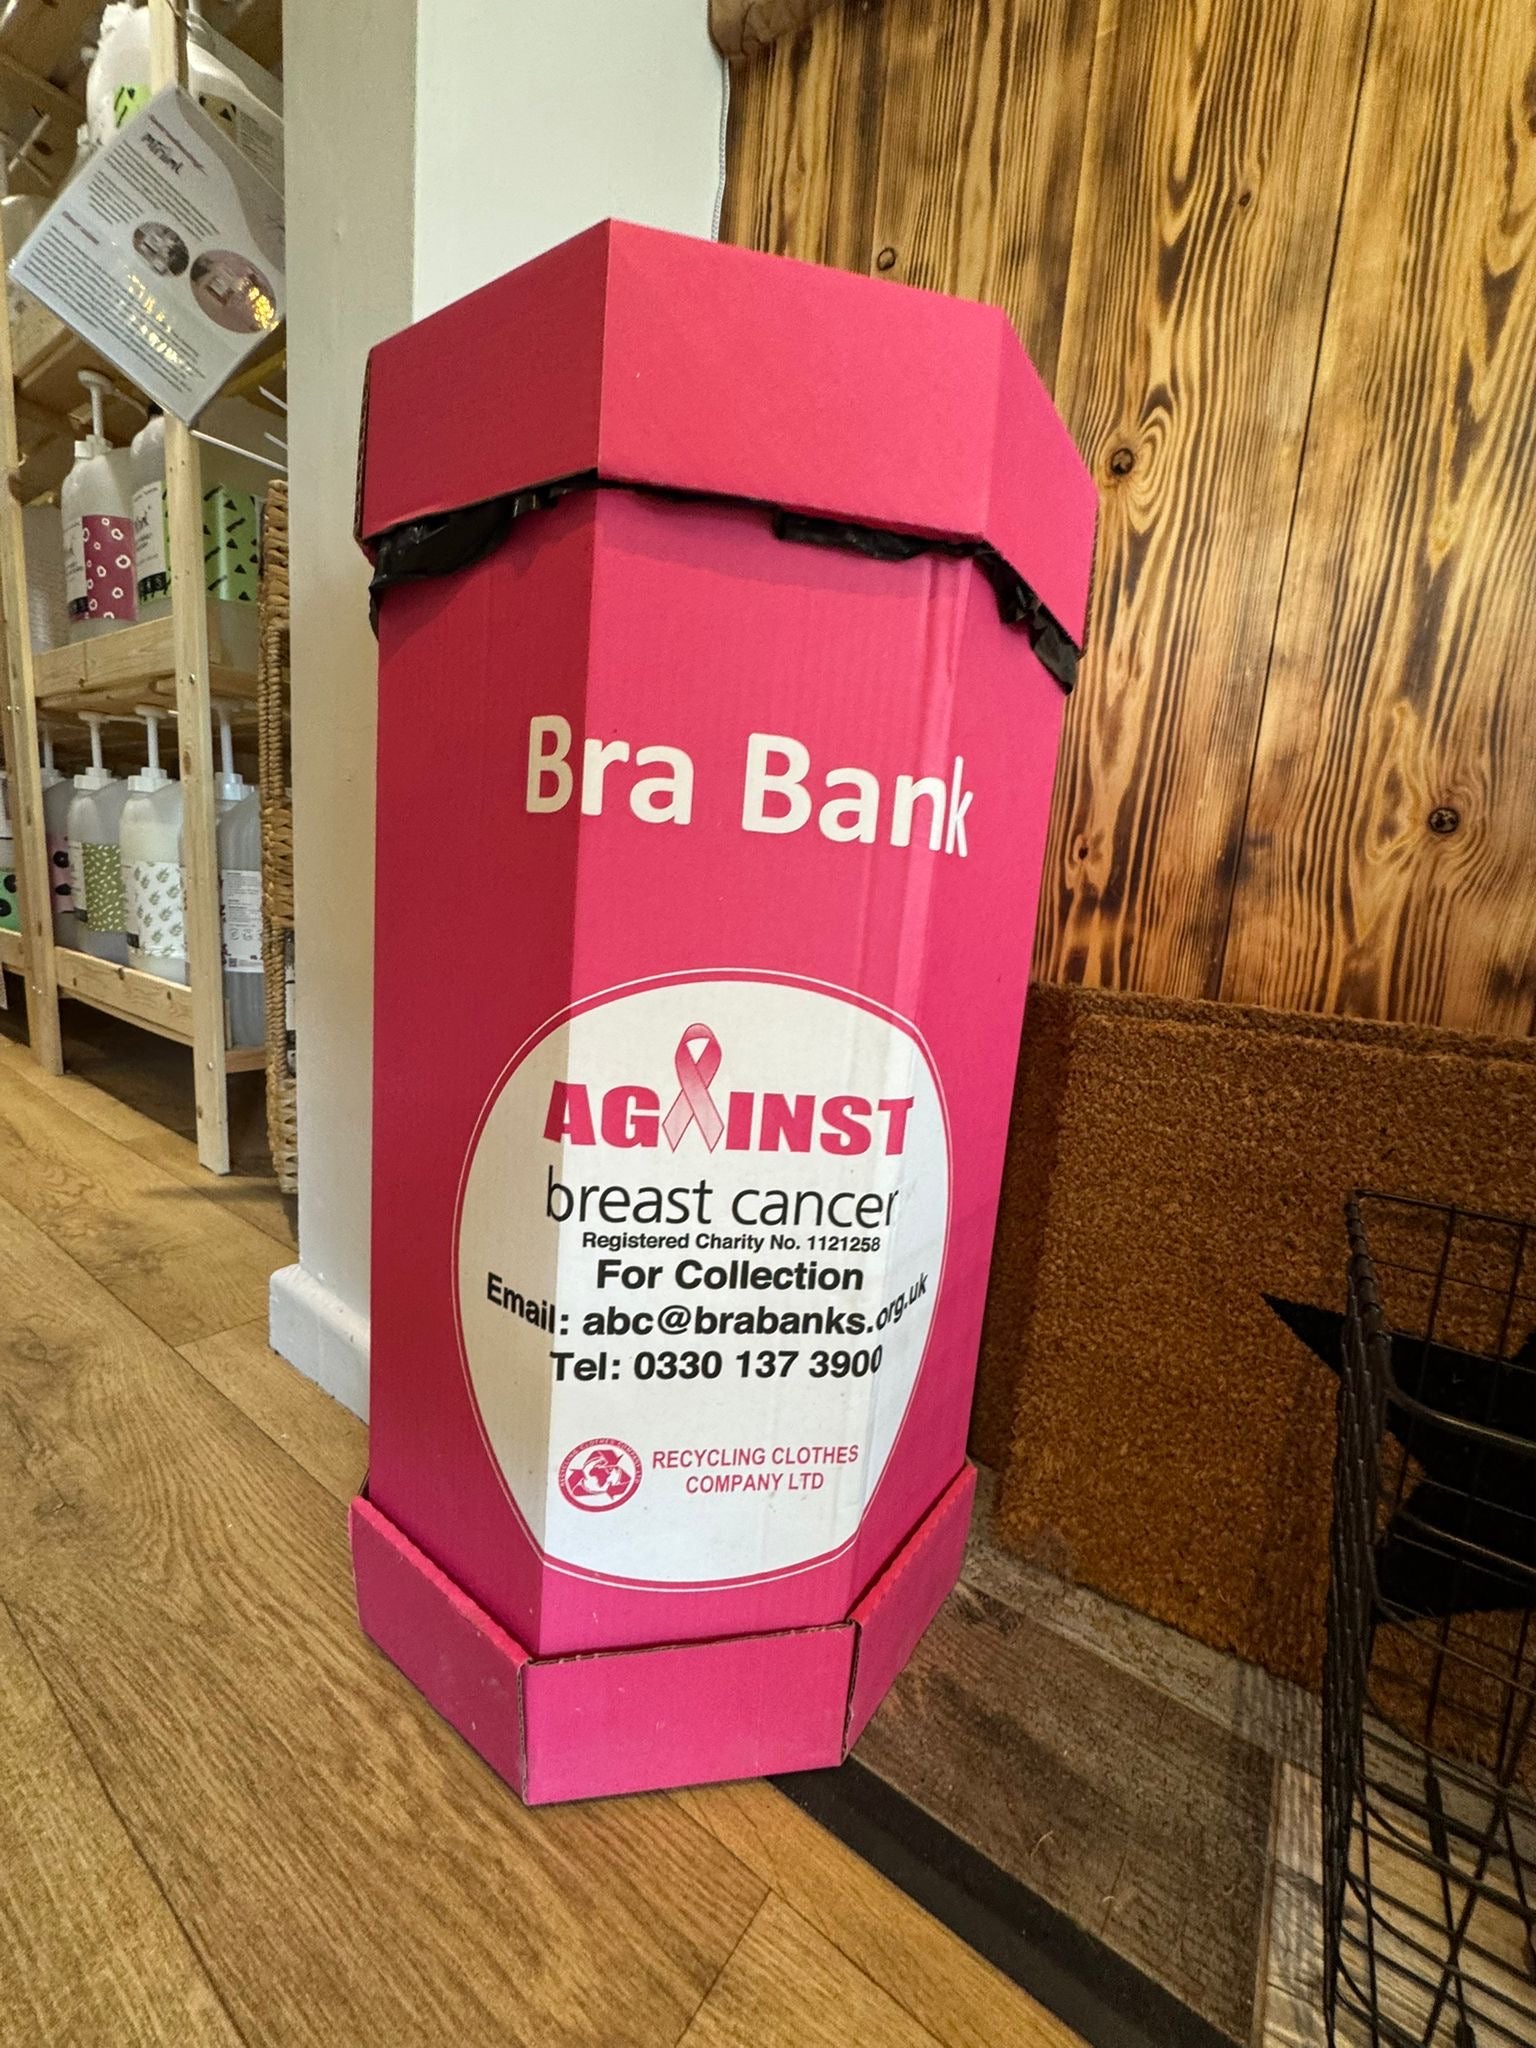 Bra Bank
AGAINST
breast cancer
Registered Charity No. 1121258
For Collection
Email: abc@brabanks.org.uk
Tel: 0330 137 3900
RECYCLING CLOTHES
COMPANY LTD